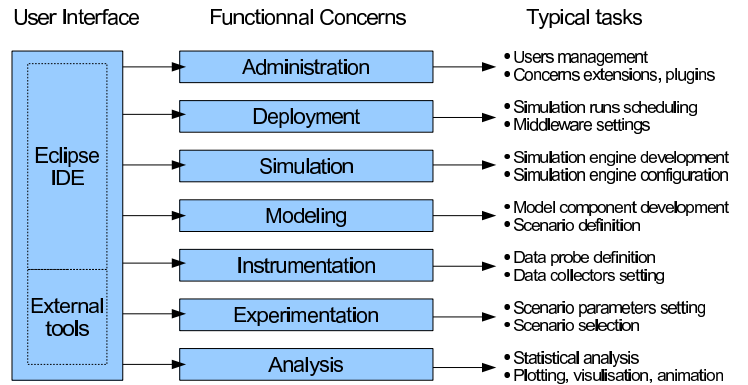 User Interface
Functionnal Concerns
Typical tasks
Eclipse
IDE
External
tools
Administration
• Users management
• Concerns extensions, plugins
Deployment
• Simulation runs scheduling
• Middleware settings
Simulation
• Simulation engine development
• Simulation engine configuration
Modeling
• Model component development
• Scenario definition
Instrumentation
• Data probe definition
• Data collectors setting
Experimentation
• Scenario parameters setting
• Scenario selection
Analysis
• Statistical analysis
• Plotting, visulisation, animation